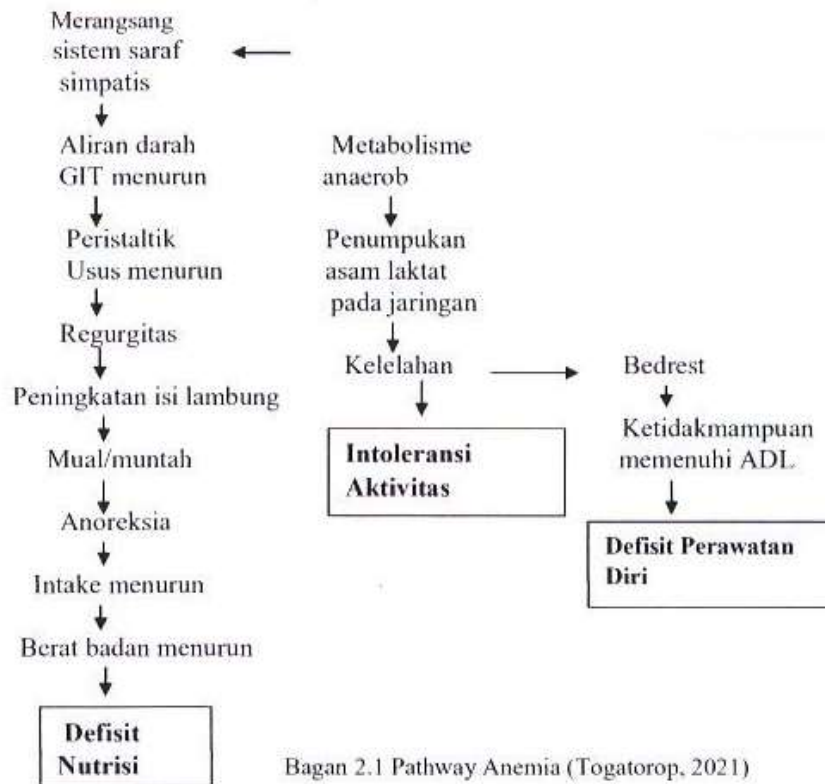 Merangsang
sistem saraf
simpatis
Aliran darah
GIT menurun
Peristaltik
Usus menurun
Regurgitas
Peningkatan isi lambung
Mual/muntah
Anoreksia
Intake menurun
Berat badan menurun
Defisit
Nutrisi
Metabolisme
anaerob
Penumpukan
asam laktat
pada jaringan
Kelelahan
Intoleransi
Aktivitas
Bedrest
Ketidakmampuan
memenuhi ADL
Defisit Perawatan
Diri
Bagan 2.1 Pathway Anemia (Togatorop, 2021)